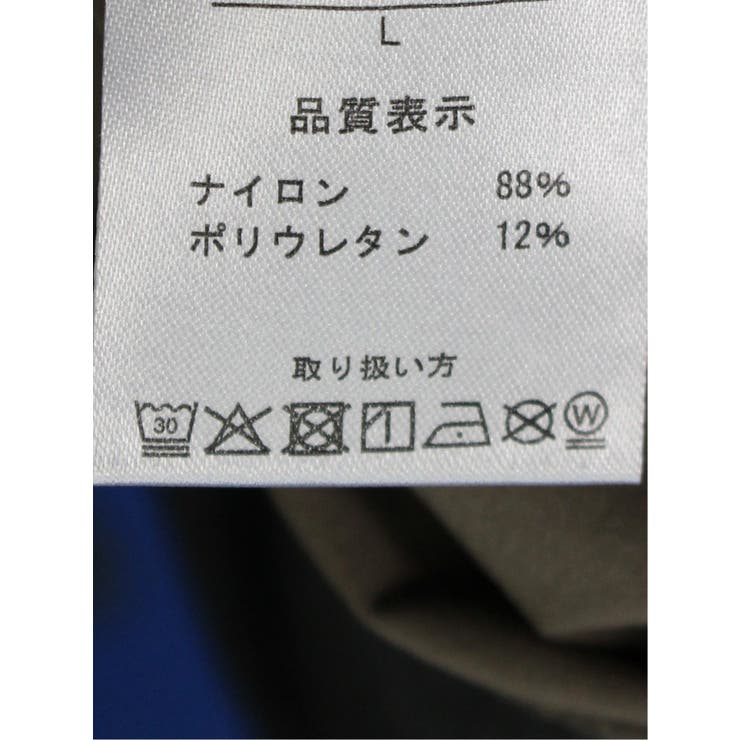 L
品質表示
ナイロン 88%
ポリウレタン 12%
取り扱い方
30 W